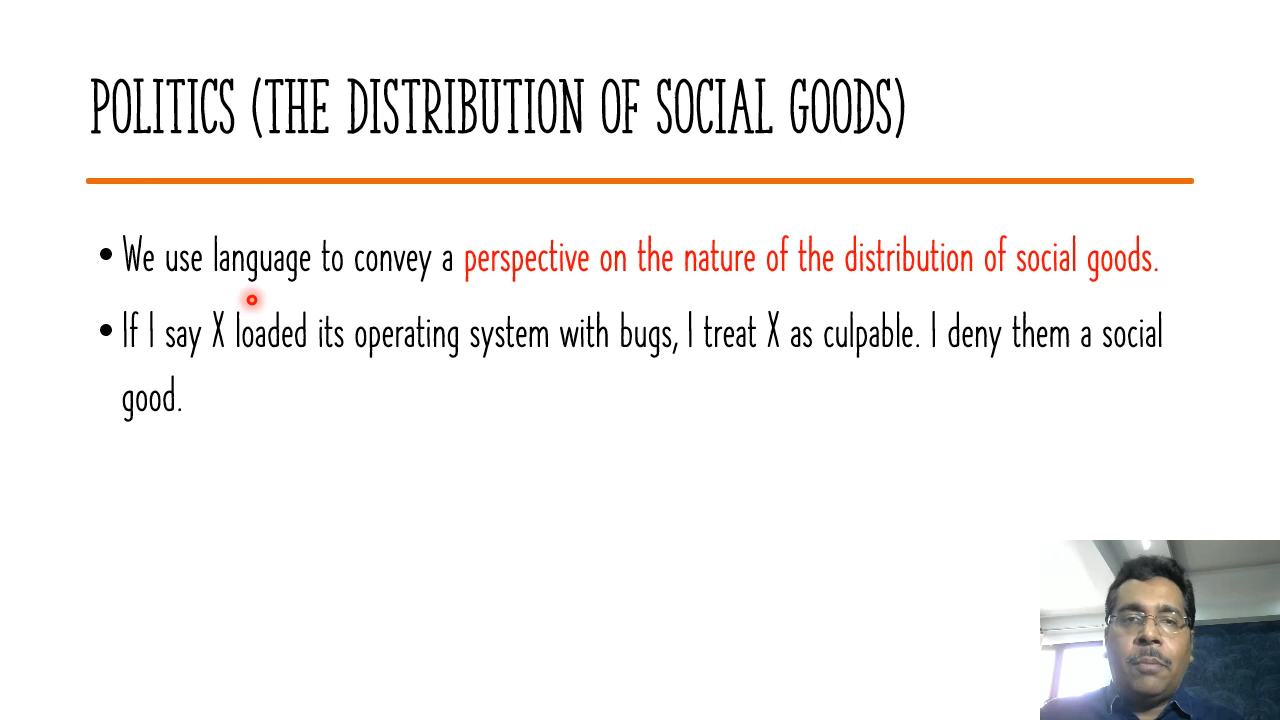 POLITICS (THE DISTRIBUTION OF SOCIAL GOODS)
• We use language to convey a perspective on the nature of the distribution of social goods.
• If I say X loaded its operating system with bugs, I treat X as culpable. I deny them a social
good.